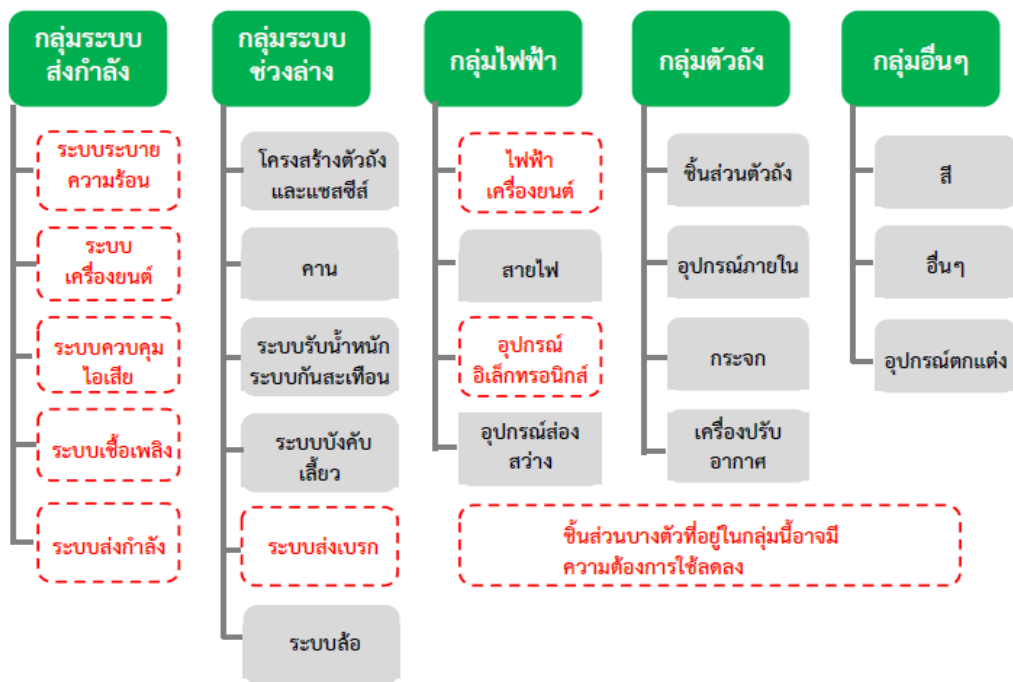 กลุ่มระบบ
ส่งกำลัง
ระบบระบาย
ความร้อน
ระบบ
เครื่องยนต์
ระบบควบคุม
ไอเสีย
ระบบเชื้อเพลิง
ระบบส่งกำลัง
กลุ่มระบบ
ช่วงล่าง
โครงสร้างตัวถัง
และแชสซีส์
คาน
ระบบรับน้ำหนัก
ระบบกันสะเทือน
ระบบบังคับ
เลี้ยว
ระบบส่งเบรก
ระบบล้อ
กลุ่มไฟฟ้า
ไฟฟ้า
เครื่องยนต์
สายไฟ
อุปกรณ์
อิเล็กทรอนิกส์
อุปกรณ์ส่อง
สว่าง
กลุ่มตัวถัง
ชิ้นส่วนตัวถัง
อุปกรณ์ภายใน
กระจก
เครื่องปรับ
อากาศ
กลุ่มอื่นๆ
สี
อื่นๆ
อุปกรณ์ตกแต่ง
ชิ้นส่วนบางตัวที่อยู่ในกลุ่มนี้อาจมี
ความต้องการใช้ลดลง